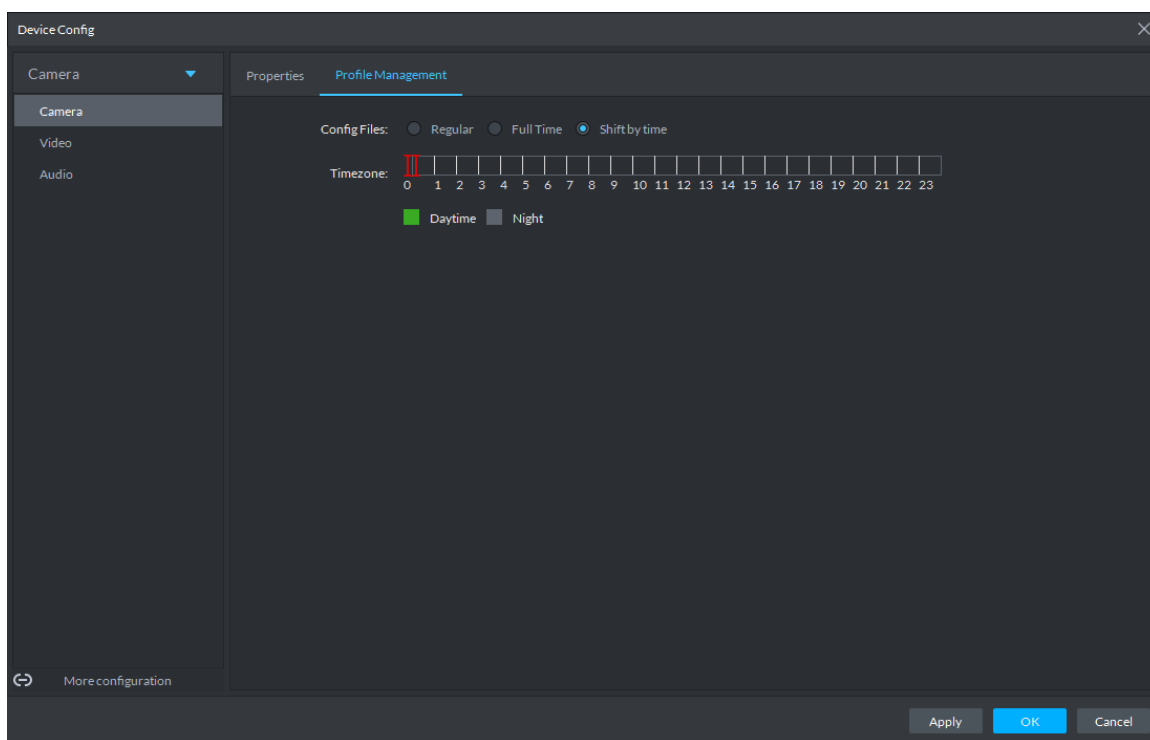 Device Config
Camera
Properties Profile Management
Camera
Config Files: Regular Full Time Shift by time
Video
Timezone:
Audio
0 1 2 3 4 5 6 7 8 9 10 11 12 13 14 15 16 17 18 19 20 21 22 23
Daytime Night
More configuration
Apply OK Cancel